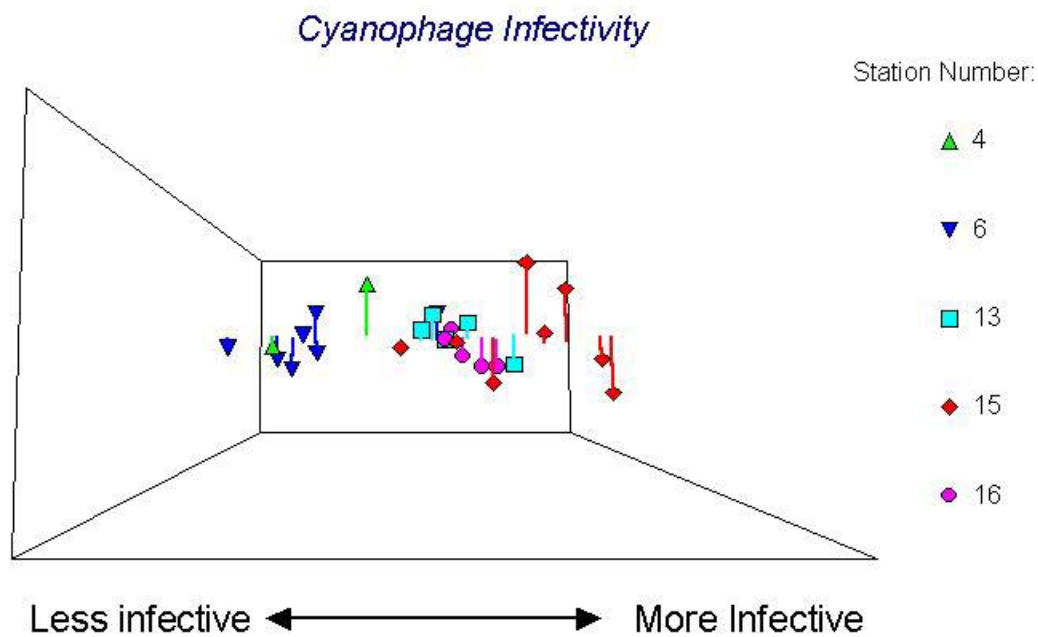 Cyanophage Infectivity
Station Number:
4
6
13
15
16
Less infective
More Infective